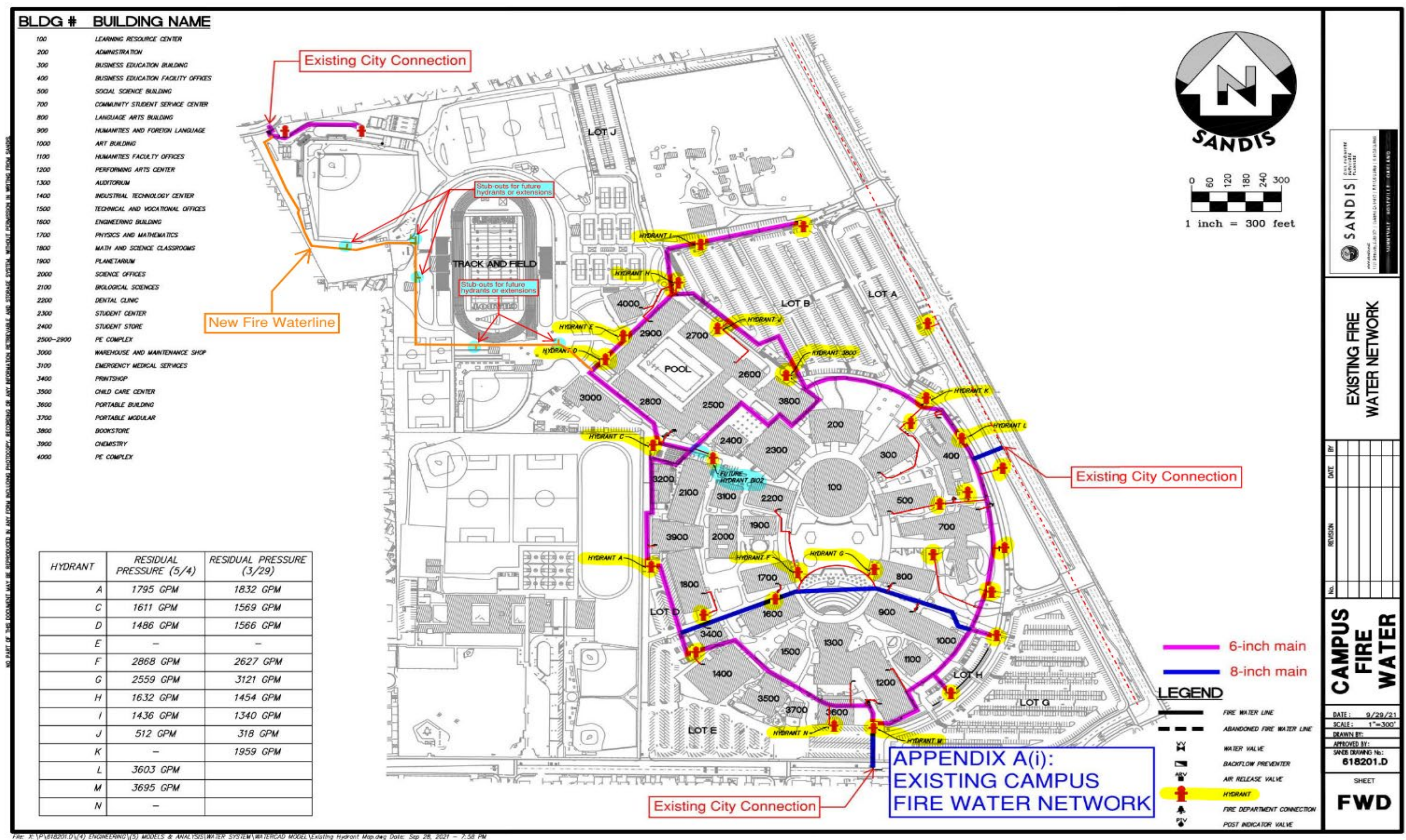 BLDG # BUILDING NAME
100 LEARNING RESOURCE CENTER
200 ADMINISTRATION
300 BUSINESS EDUCATION BUILDING
400 BUSINESS EDUCATION FACILITY OFFICES
500 SOCIAL SCIENCE BUILDING
700 COMMUNITY STUDENT SERVICE CENTER
800 LANGUAGE ARTS BUILDING
900 HUMANITIES AND FOREIGN LANGUAGE
1000 ART BUILDING
1100 HUMANITIES FACULTY OFFICES
1200 PERFORMING ARTS CENTER
1300 AUDITORIUM
1400 INDUSTRIAL TECHNOLOGY CENTER
1500 TECHNICAL AND VOCATIONAL OFFICES
1600 ENGINEERING BUILDING
1700 PHYSICS AND MATHEMATICS
1800 MATH AND SCIENCE CLASSROOMS
1900 PLANETARIUM
2000 SCIENCE OFFICES
2100 BIOLOGICAL SCIENCES
2200 DENTAL CLINIC
2300 STUDENT CENTER
2400 STUDENT STORE
2500-2900 PE COMPLEX
3000 WAREHOUSE AND MAINTENANCE SHOP
3100 EMERGENCY MEDICAL SERVICES
3400 PRINTSHOP
3500 CHILD CARE CENTER
3600 PORTABLE BUILDING
3700 PORTABLE MODULAR
3800 BOOKSTORE
3900 CHEMISTRY
4000 PE COMPLEX
HYDRANT RESIDUAL PRESSURE (5/4) RESIDUAL PRESSURE (3/29)
A 1795 GPM 1832 GPM
C 1611 GPM 1569 GPM
D 1486 GPM 1566 GPM
E - -
F 2868 GPM 2627 GPM
G 2559 GPM 3121 GPM
H 1632 GPM 1454 GPM
I 1436 GPM 1340 GPM
J 512 GPM 318 GPM
K - 1959 GPM
L 3603 GPM
M 3695 GPM
N -
Existing City Connection
New Fire Waterline
Stub-outs for future
hydrants or extensions
TRACK AND FIELD
Stub-outs for future
hydrants or extensions
LOT J
HYDRANT I
HYDRANT H
HYDRANT E
HYDRANT D
HYDRANT J
HYDRANT 3800
HYDRANT K
HYDRANT L
HYDRANT C
FUTURE
HYDRANT BIO2
HYDRANT A
HYDRANT F
HYDRANT G
HYDRANT N
HYDRANT M
LOT B
LOT A
4000
2900
2700
POOL
2600
3000
2800
2500
3800
2400
2300
200
300
400
100
3200
2100
3100
2200
500
700
1900
3900
2000
1800
1700
800
LOT D
1600
900
3400
1300
1000
1500
1100
1400
1200
LOT H
3500
3700
3600
LOT G
LOT E
Existing City Connection
Existing City Connection
APPENDIX A(i):
EXISTING CAMPUS
FIRE WATER NETWORK
N
SANDIS
0 60 120 180 240 300
1 inch = 300 feet
6-inch main
8-inch main
LEGEND
FIRE WATER LINE
ABANDONED FIRE WATER LINE
WV WATER VALVE
BACKFLOW PREVENTER
ARV AIR RELEASE VALVE
HYDRANT
FIRE DEPARTMENT CONNECTION
PIV POST INDICATOR VALVE
SANDIS
EXISTING FIRE
WATER NETWORK
No. REVISION DATE BY
CAMPUS
FIRE
WATER
DATE: 9/29/21
SCALE: 1"=300'
DRAWN BY:
APPROVED BY:
SANDIS DRAWING No.:
618201.D
SHEET
FWD